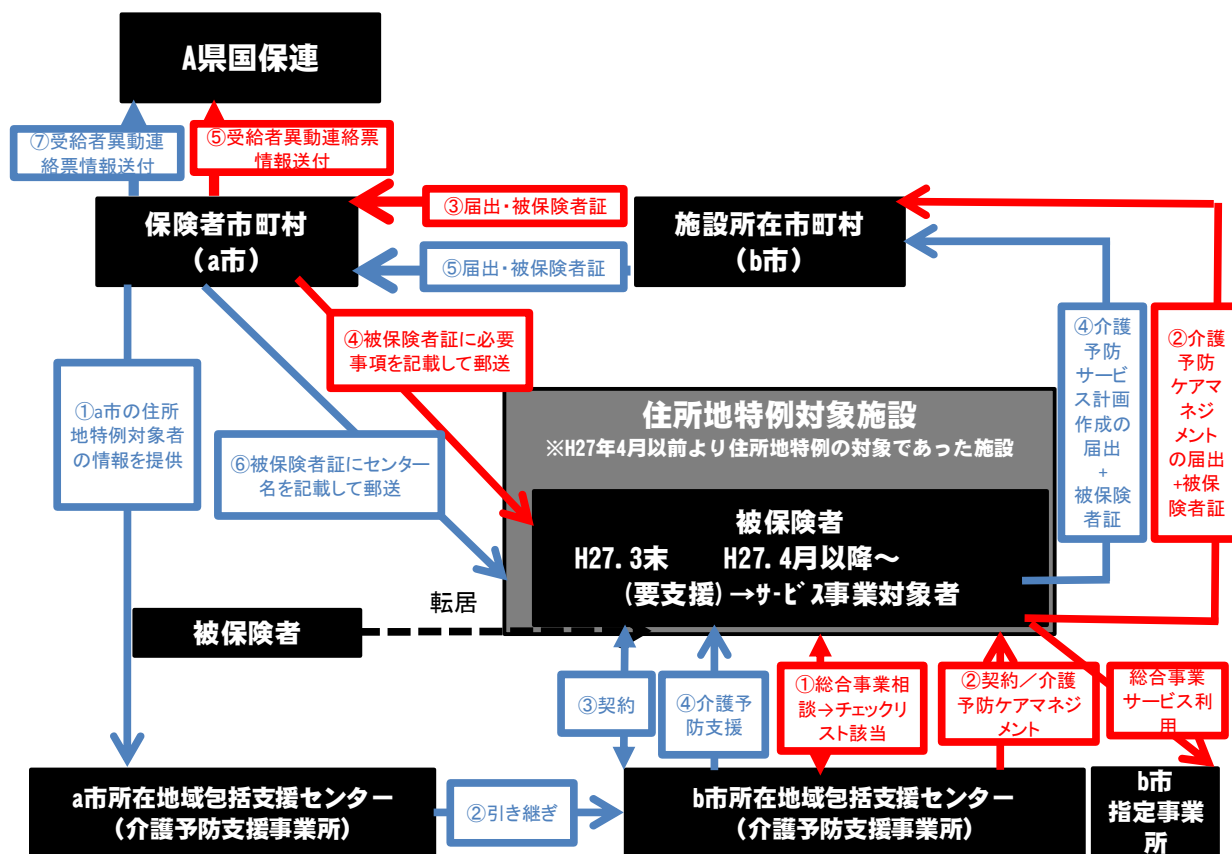 A県国保連
⑦受給者異動連
絡票情報送付
⑤受給者異動連絡票
情報送付
保険者市町村
（a市）
③届出・被保険者証
⑤届出・被保険者証
施設所在市町村
（b市）
④被保険者証に必要
事項を記載して郵送
①a市の住所
地特例対象者
の情報を提供
⑥被保険者証にセンター
名を記載して郵送
④介護
予防
サービ
ス計画
作成の
届出
+
被保険
者証
②介護
予防
ケアマ
ネジ
メント
の届出
+被保
険者証
住所地特例対象施設
※H27年4月以前より住所地特例の対象であった施設
被保険者
H27.3末 H27.4月以降～
(要支援)→ｻｰﾋﾞｽ事業対象者
転居
被保険者
③契約
④介護予
防支援
①総合事業相
談→チェックリ
スト該当
②契約／介護
予防ケアマネジ
メント
総合事業
サービス利
用
a市所在地域包括支援センター
（介護予防支援事業所）
②引き継ぎ
b市所在地域包括支援センター
（介護予防支援事業所）
b市
指定事業
所